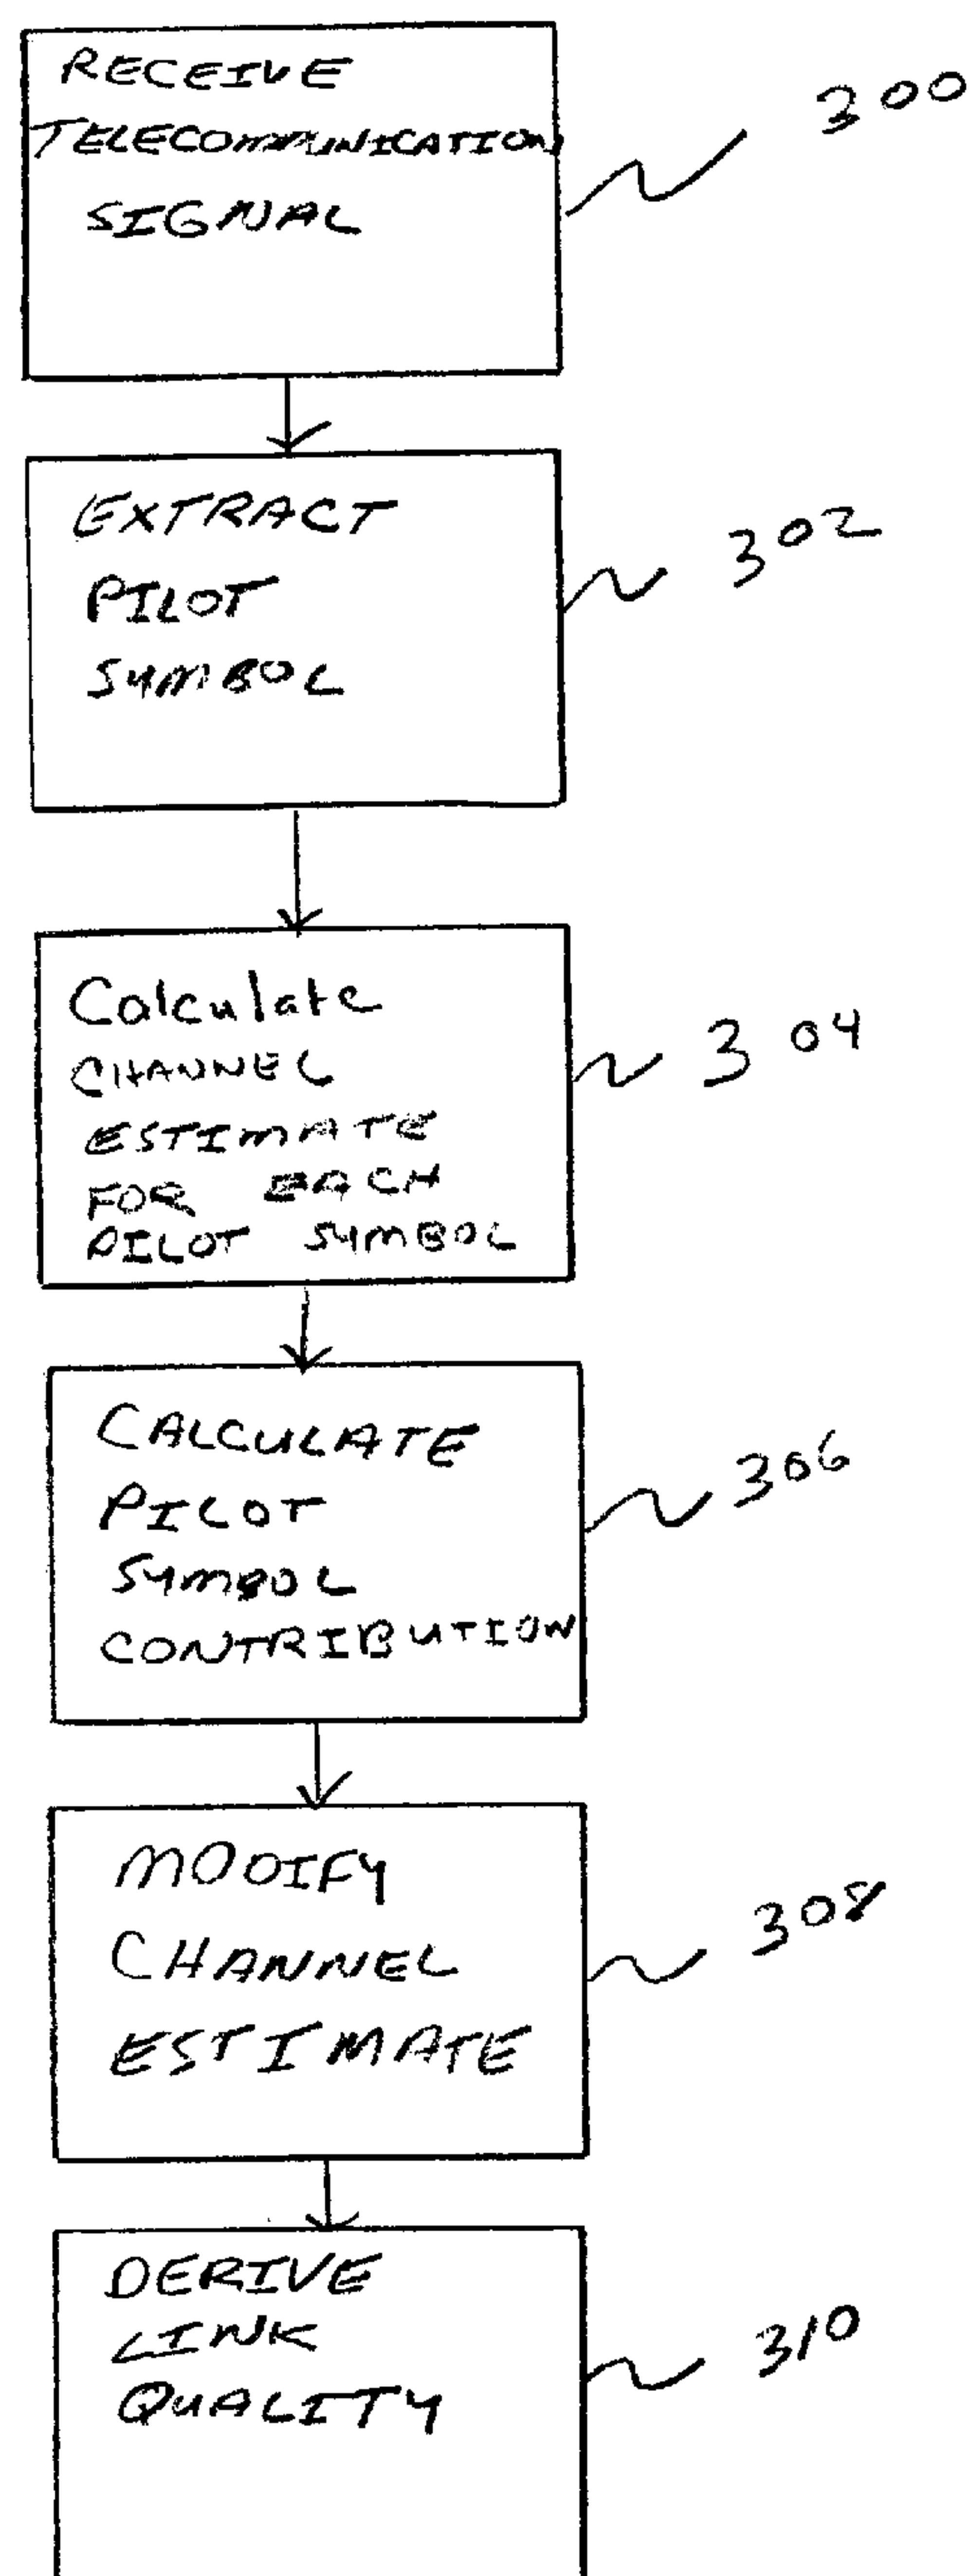 RECEIVE
TELECOMMUNICATIONS
SIGNAL
300
EXTRACT
PILOT
SYMBOL
302
Calculate
CHANNEL
ESTIMATE
FOR EACH
PILOT SYMBOL
304
CALCULATE
PILOT
SYMBOL
CONTRIBUTION
306
MODIFY
CHANNEL
ESTIMATE
308
DERIVE
LINK
QUALITY
310